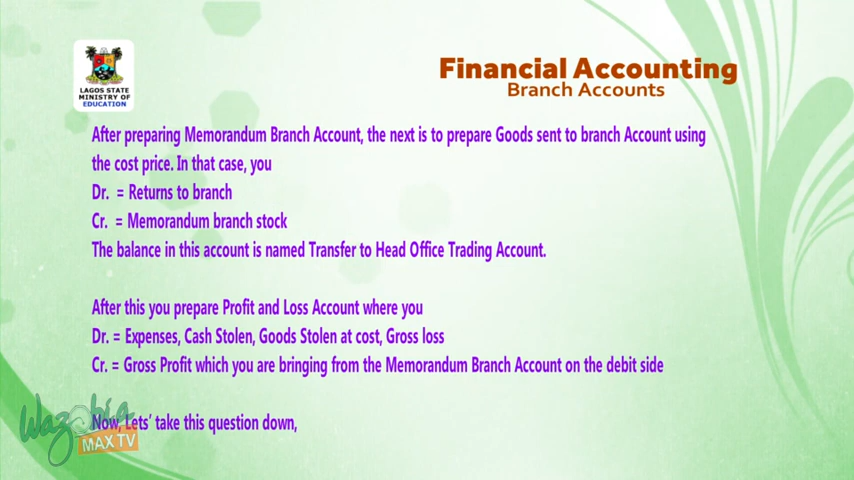 LAGOS STATE
MINISTRY OF
EDUCATION
Financial Accounting
Branch Accounts
After preparing Memorandum Branch Account, the next is to prepare Goods sent to branch Account using
the cost price. In that case, you
Dr. = Returns to branch
Cr. = Memorandum branch stock
The balance in this account is named Transfer to Head Office Trading Account.
After this you prepare Profit and Loss Account where you
Dr. = Expenses, Cash Stolen, Goods Stolen at cost, Gross loss
Cr. = Gross Profit which you are bringing from the Memorandum Branch Account on the debit side
Now, Lets' take this question down,
Wazobia
MAX TV